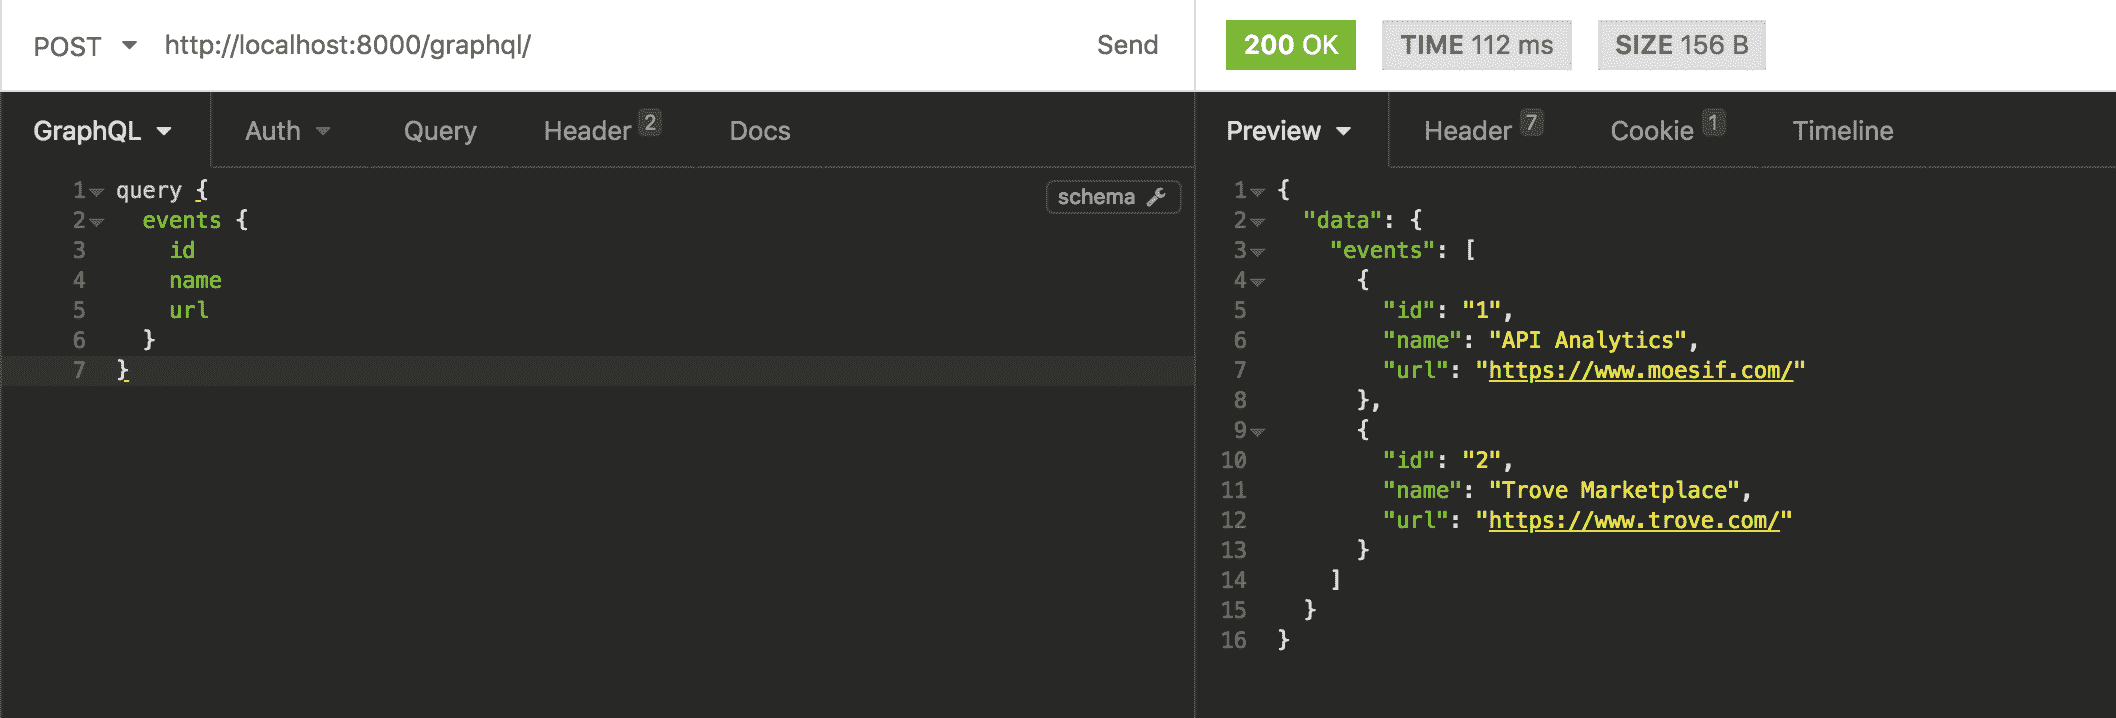 POST http://localhost:8000/graphql/ Send
200 OK TIME 112 ms SIZE 156 B
GraphQL Auth Query Header 2 Docs
schema
1 query {
2 events {
3 id
4 name
5 url
6 }
7 }
Preview Header 7 Cookie 1 Timeline
1 {
2 "data": {
3 "events": [
4 {
5 "id": "1",
6 "name": "API Analytics",
7 "url": "https://www.moesif.com/"
8 },
9 {
10 "id": "2",
11 "name": "Trove Marketplace",
12 "url": "https://www.trove.com/"
13 }
14 ]
15 }
16 }